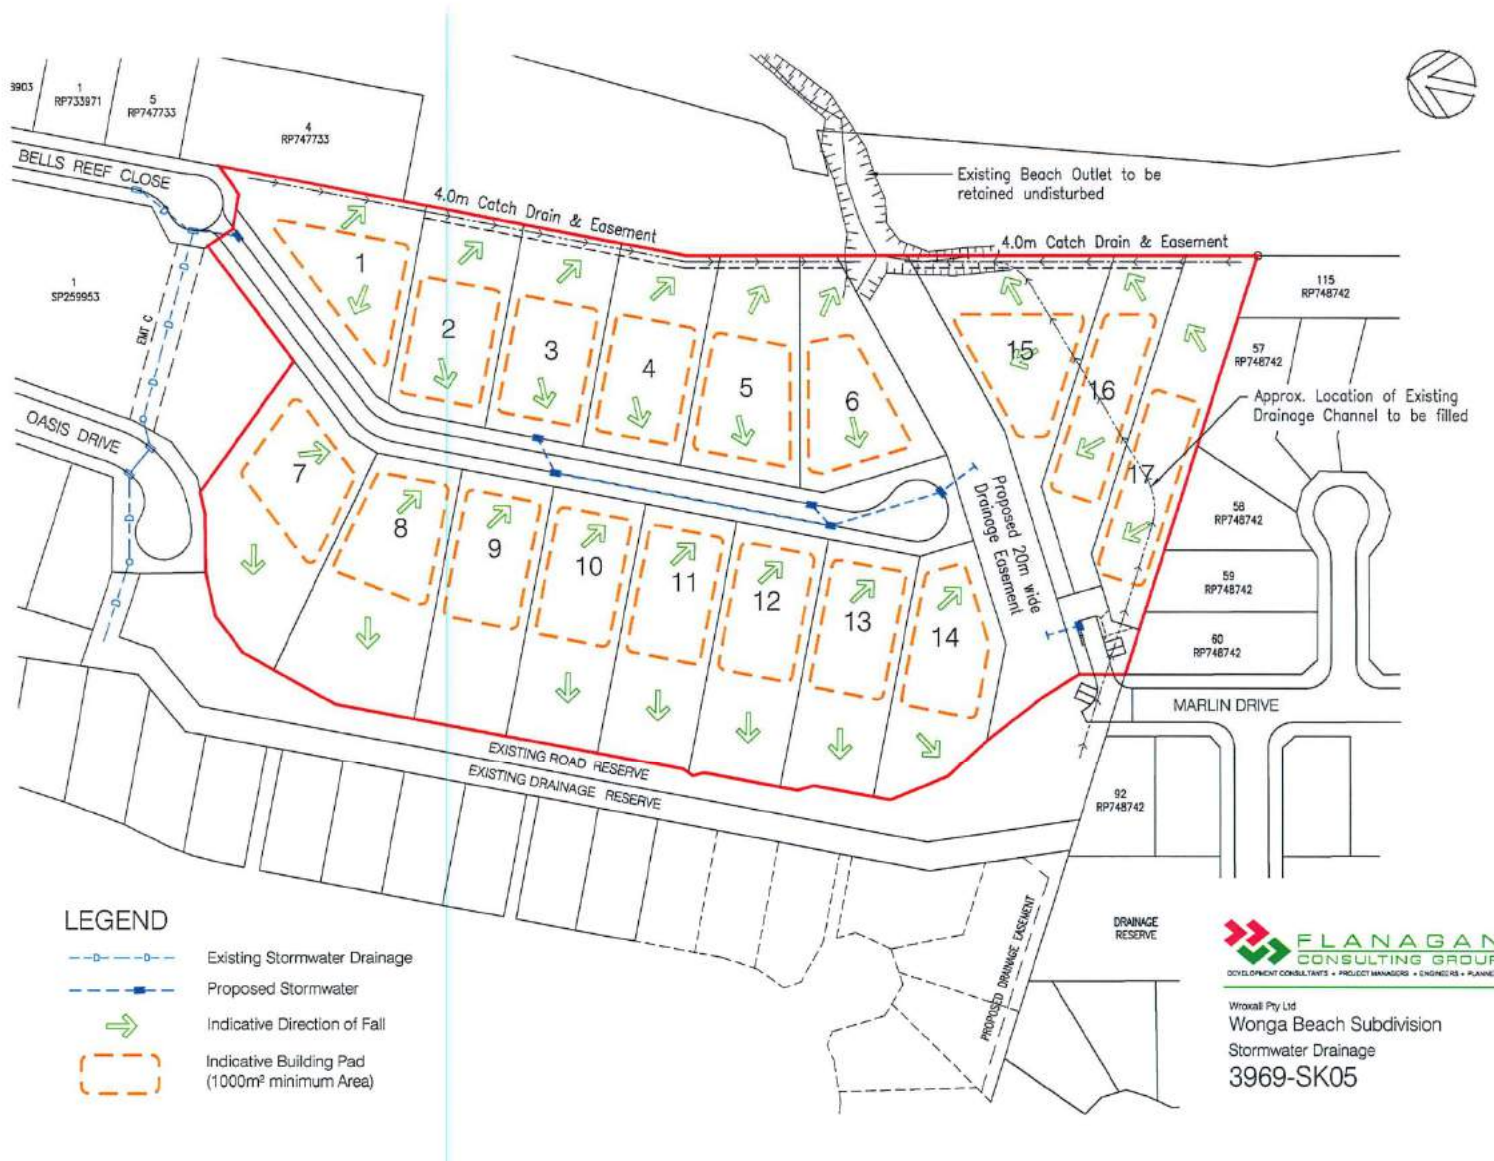 3903
1
RP733971
5
RP747733
4
RP747733
BELLS REEF CLOSE
4.0m Catch Drain & Easement
Existing Beach Outlet to be
retained undisturbed
4.0m Catch Drain & Easement
1
SP259953
EMT C
115
RP748742
57
RP748742
Approx. Location of Existing
Drainage Channel to be filled
OASIS DRIVE
1
2
3
4
5
6
7
8
9
10
11
12
13
14
15
16
17
Proposed 20m wide
Drainage Easement
58
RP748742
59
RP748742
60
RP748742
MARLIN DRIVE
EXISTING ROAD RESERVE
EXISTING DRAINAGE RESERVE
92
RP748742
PROPOSED DRAINAGE EASEMENT
DRAINAGE
RESERVE
LEGEND
Existing Stormwater Drainage
Proposed Stormwater
Indicative Direction of Fall
Indicative Building Pad
(1000m² minimum Area)
FLANAGAN
CONSULTING GROUP
DEVELOPMENT CONSULTANTS • PROJECT MANAGERS • ENGINEERS • PLANNE
Wroxall Pty Ltd
Wonga Beach Subdivision
Stormwater Drainage
3969-SK05